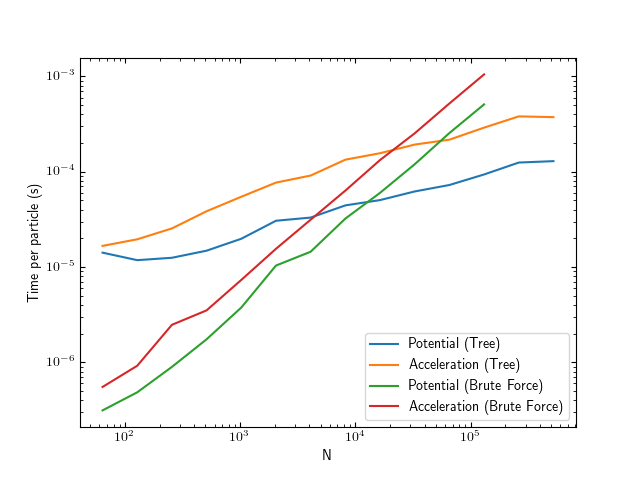 10⁻³
10⁻⁴
10⁻⁵
10⁻⁶
Time per particle (s)
10² 10³ 10⁴ 10⁵
N
Potential (Tree)
Acceleration (Tree)
Potential (Brute Force)
Acceleration (Brute Force)